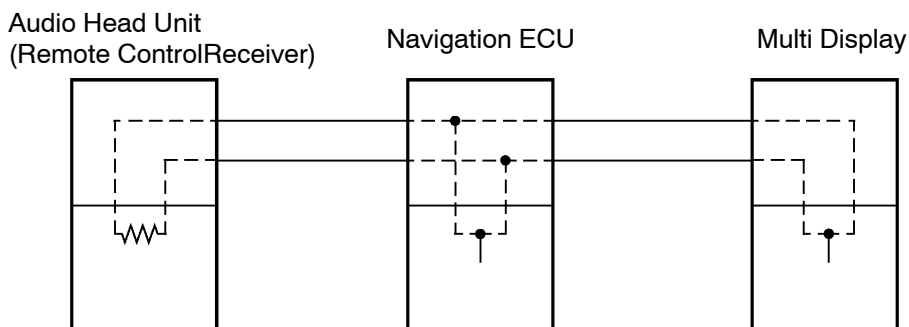 Audio Head Unit
(Remote ControlReceiver)
Navigation ECU
Multi Display